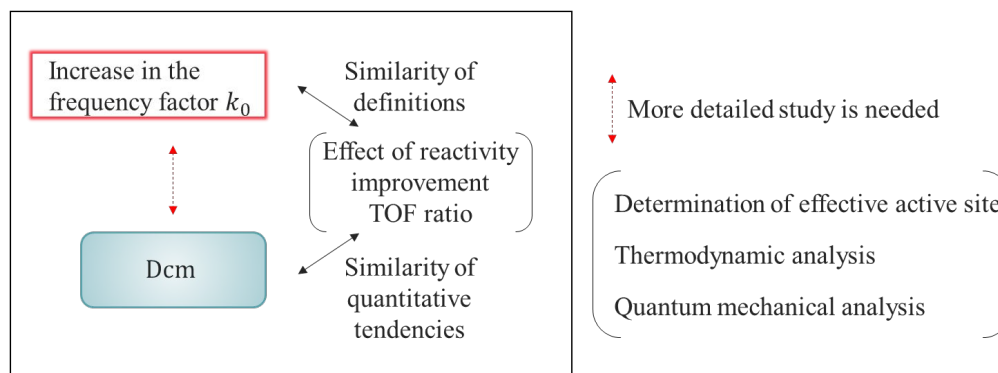 Increase in the
frequency factor k₀
Similarity of
definitions
Effect of reactivity
improvement
TOF ratio
Dcm
Similarity of
quantitative
tendencies
More detailed study is needed
Determination of effective active site
Thermodynamic analysis
Quantum mechanical analysis